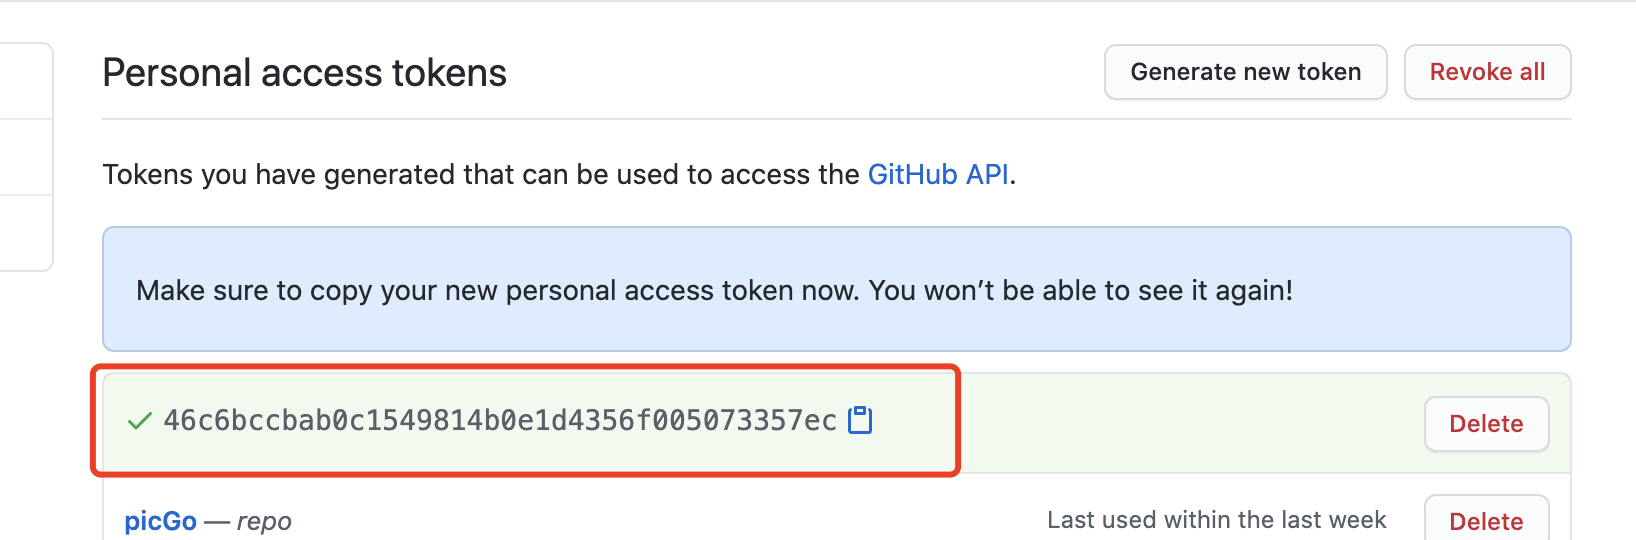 Personal access tokens
Generate new token
Revoke all
Tokens you have generated that can be used to access the GitHub API.
Make sure to copy your new personal access token now. You won’t be able to see it again!
46c6bccbab0c1549814b0e1d4356f005073357ec
Delete
picGo — repo
Last used within the last week
Delete